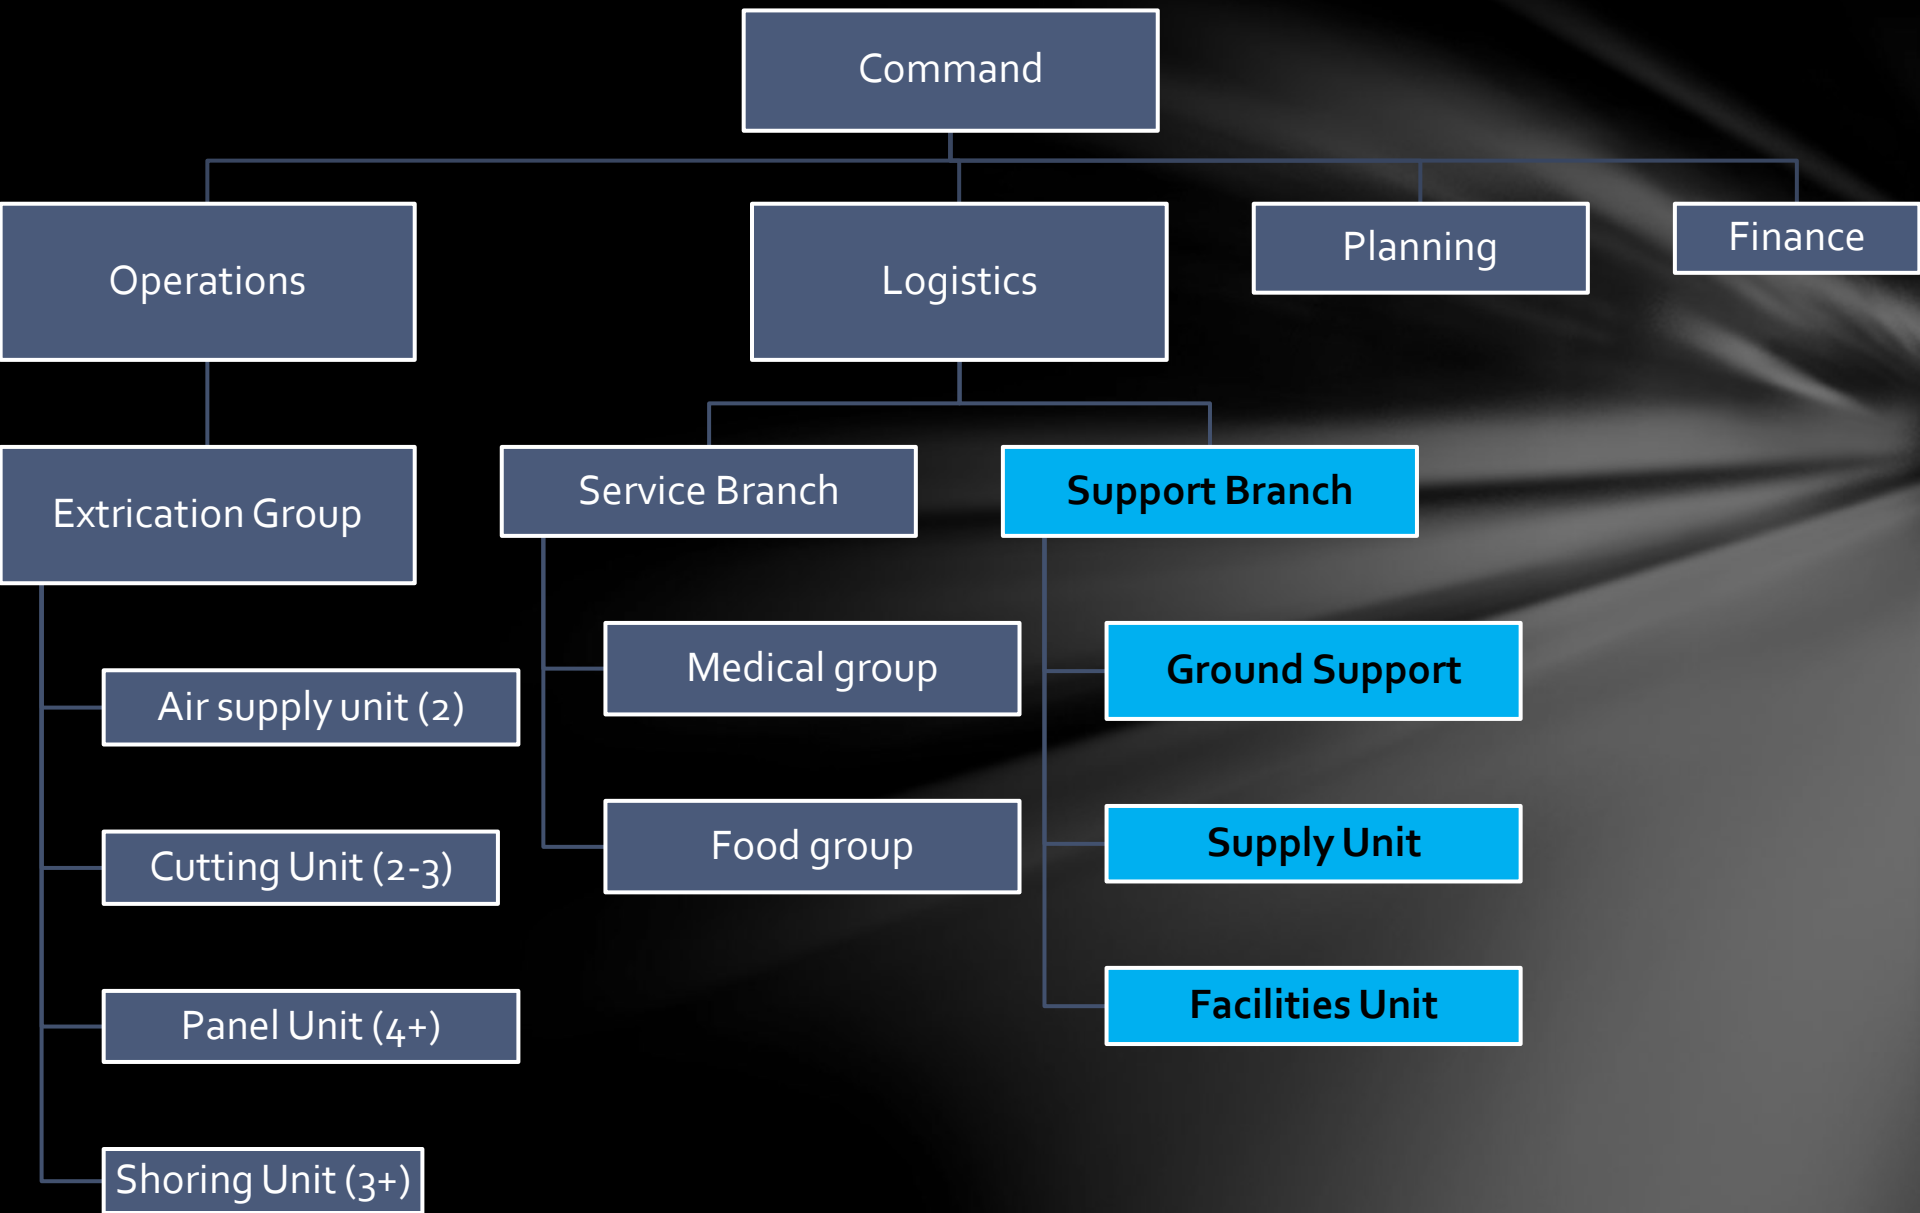 Command
Operations
Logistics
Planning
Finance
Extrication Group
Service Branch
Support Branch
Air supply unit (2)
Cutting Unit (2-3)
Panel Unit (4+)
Shoring Unit (3+)
Medical group
Food group
Ground Support
Supply Unit
Facilities Unit